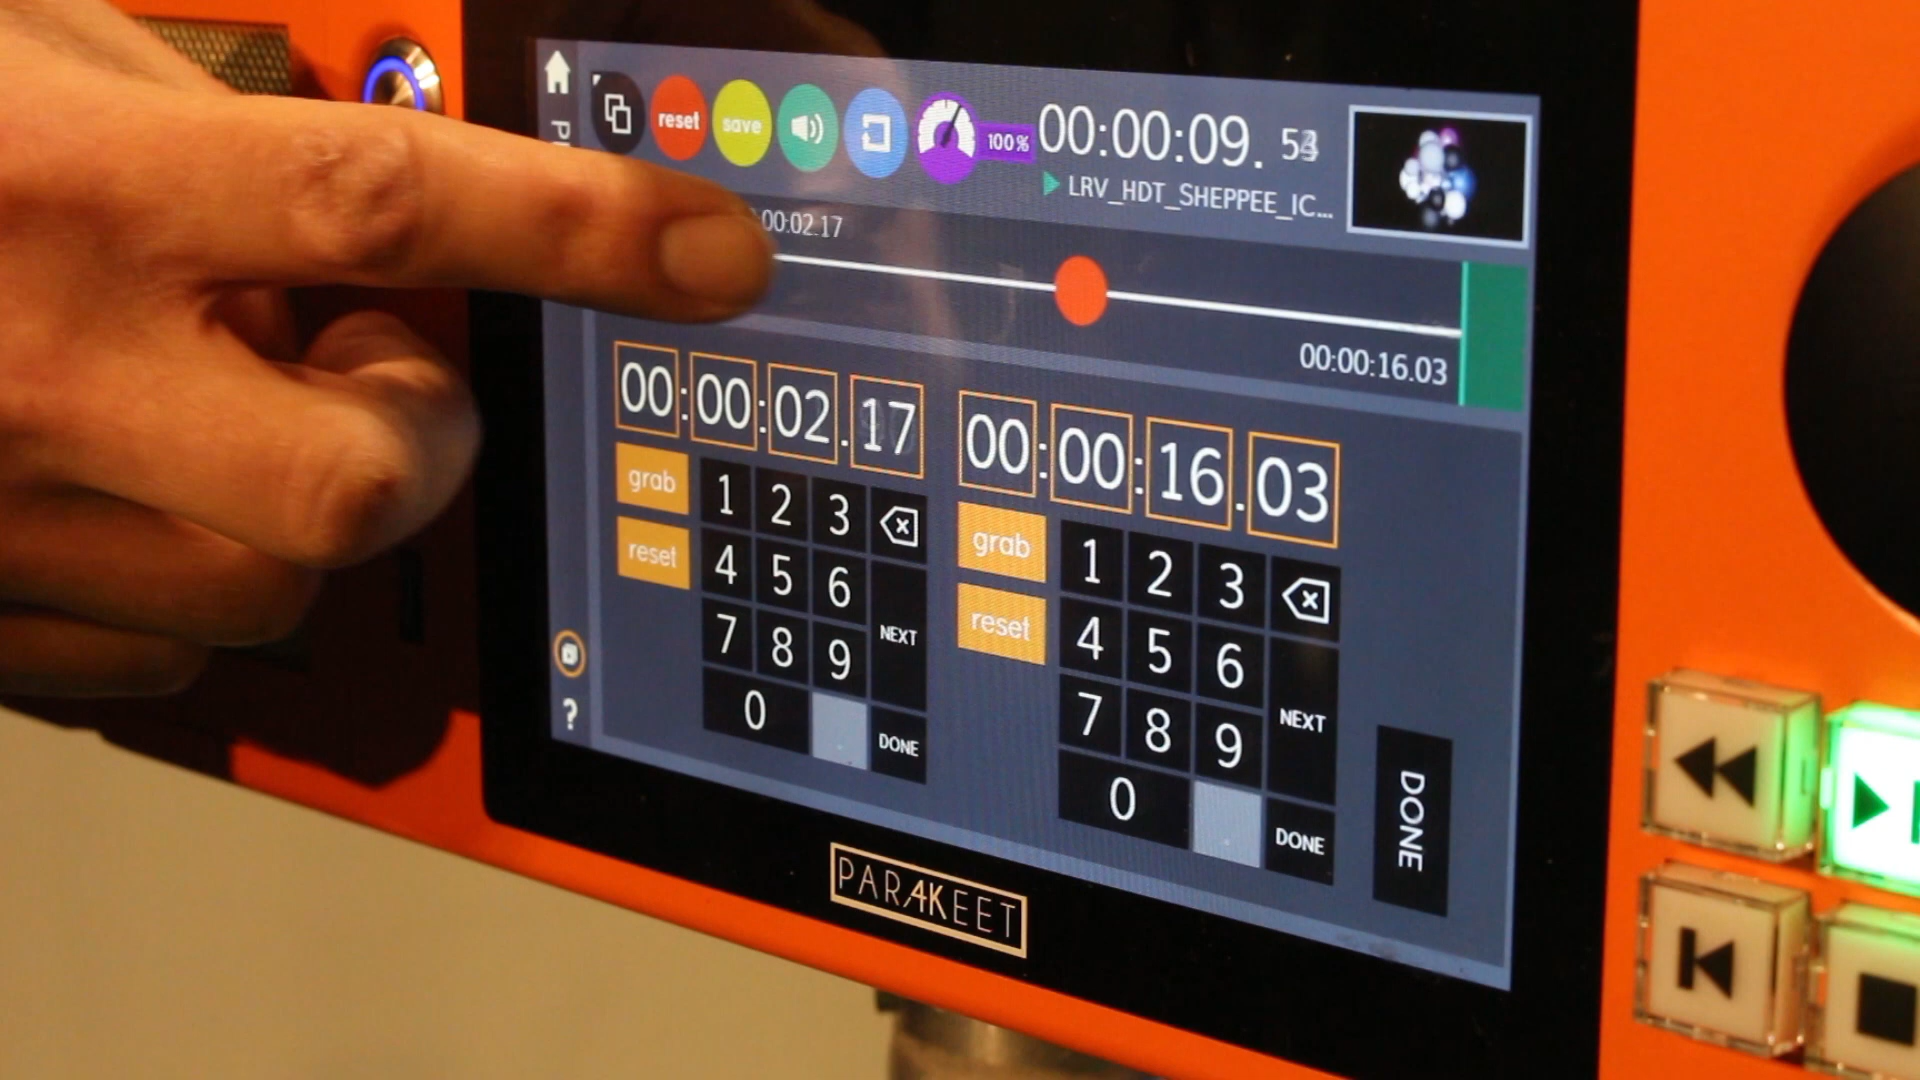 reset
save
100%
00:00:09.
LRV_HDT_SHEPPEE_IC...
00:02.17
00:00:16.03
00:00:02.17
00:00:16.03
grab
reset
1 2 3
4 5 6
7 8 9
NEXT
0
DONE
grab
reset
1 2 3
4 5 6
7 8 9
NEXT
0
DONE
DONE
?
PAR4KEET